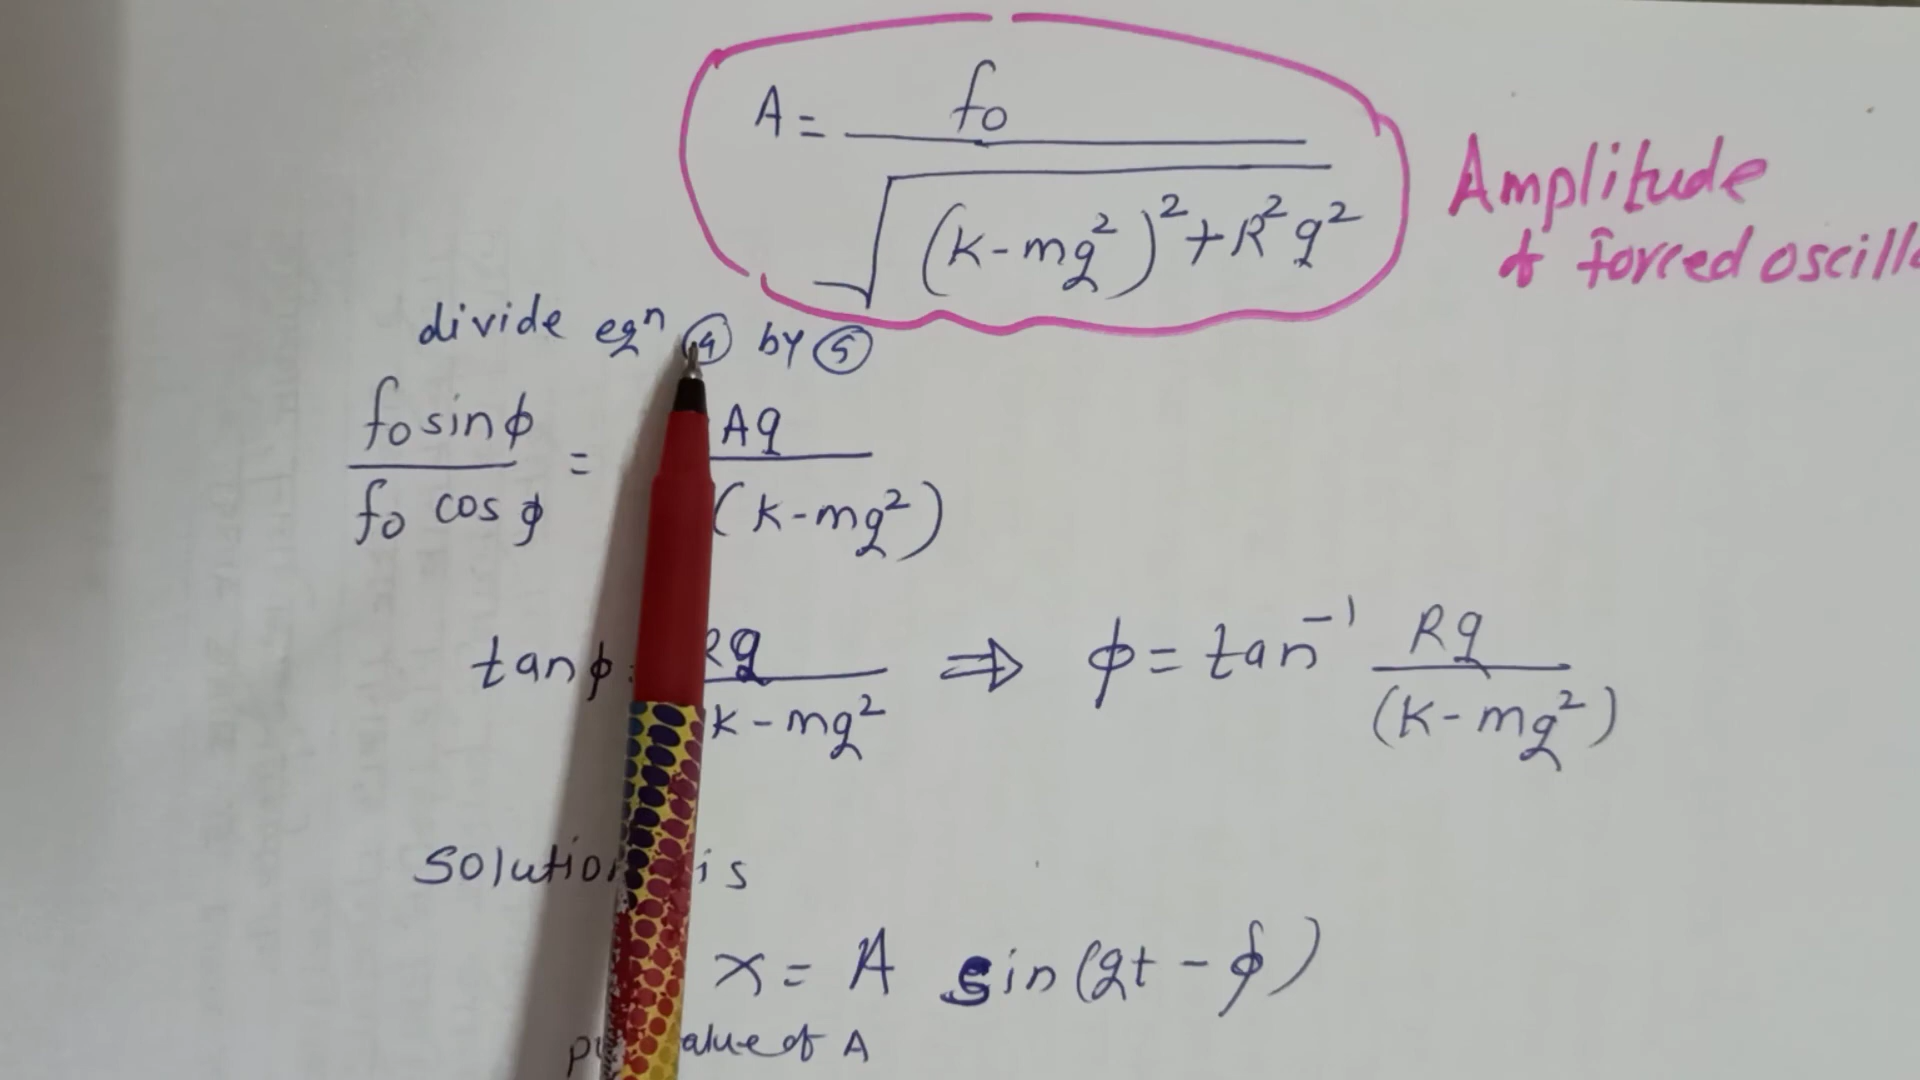 A = f₀ / √((K-mq²)² + R²q²)
Amplitude
of forced oscill
divide eqⁿ ④ by ⑤
f₀ sinϕ / f₀ cosϕ = Aq / (K-mq²)
tanϕ = Rq / K-mq² ⇒ ϕ = tan⁻¹ Rq / (K-mq²)
Solution is
x = A sin(qt - ϕ)
value of A